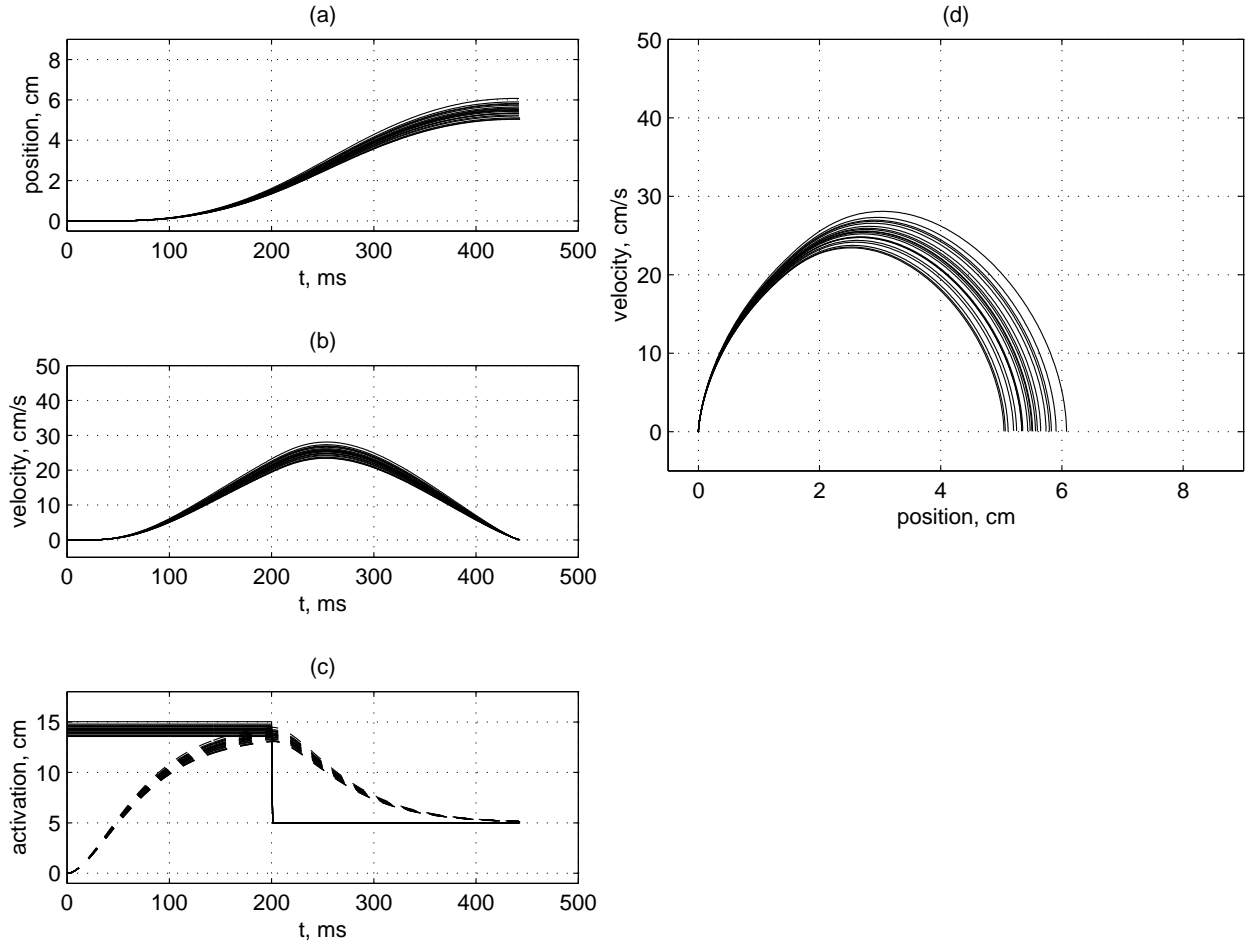 (a)
8
6
4
2
0
position, cm
0 100 200 300 400 500
t, ms
(b)
50
40
30
20
10
0
velocity, cm/s
0 100 200 300 400 500
t, ms
(c)
15
10
5
0
activation, cm
0 100 200 300 400 500
t, ms
(d)
50
40
30
20
10
0
velocity, cm/s
0 2 4 6 8
position, cm